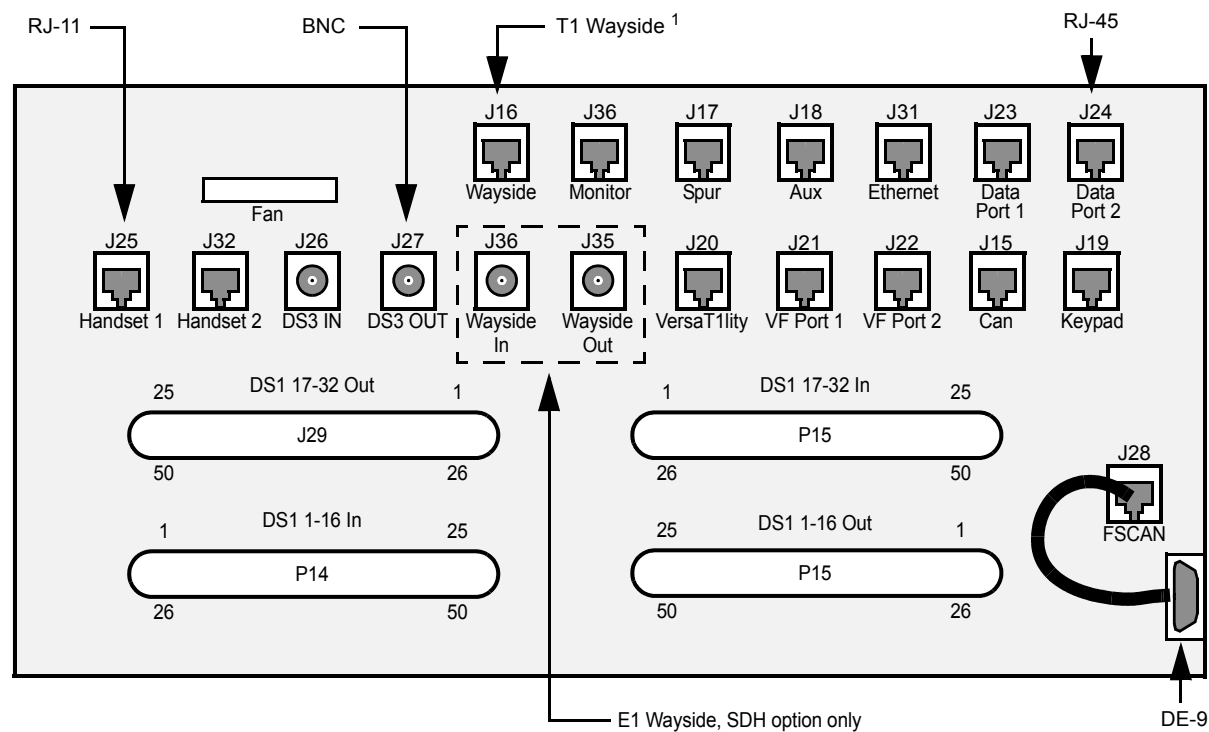 RJ-11
BNC
T1 Wayside 1
RJ-45
J16
J36
J17
J18
J31
J23
J24
Wayside
Monitor
Spur
Aux
Ethernet
Data
Port 1
Data
Port 2
Fan
J25
J32
J26
J27
J36
J35
J20
J21
J22
J15
J19
Handset 1
Handset 2
DS3 IN
DS3 OUT
Wayside
In
Wayside
Out
VersaT1lity
VF Port 1
VF Port 2
Can
Keypad
25
DS1 17-32 Out
1
J29
50
26
1
DS1 17-32 In
25
P15
26
50
J28
FSCAN
1
DS1 1-16 In
25
P14
26
50
25
DS1 1-16 Out
1
P15
50
26
E1 Wayside, SDH option only
DE-9